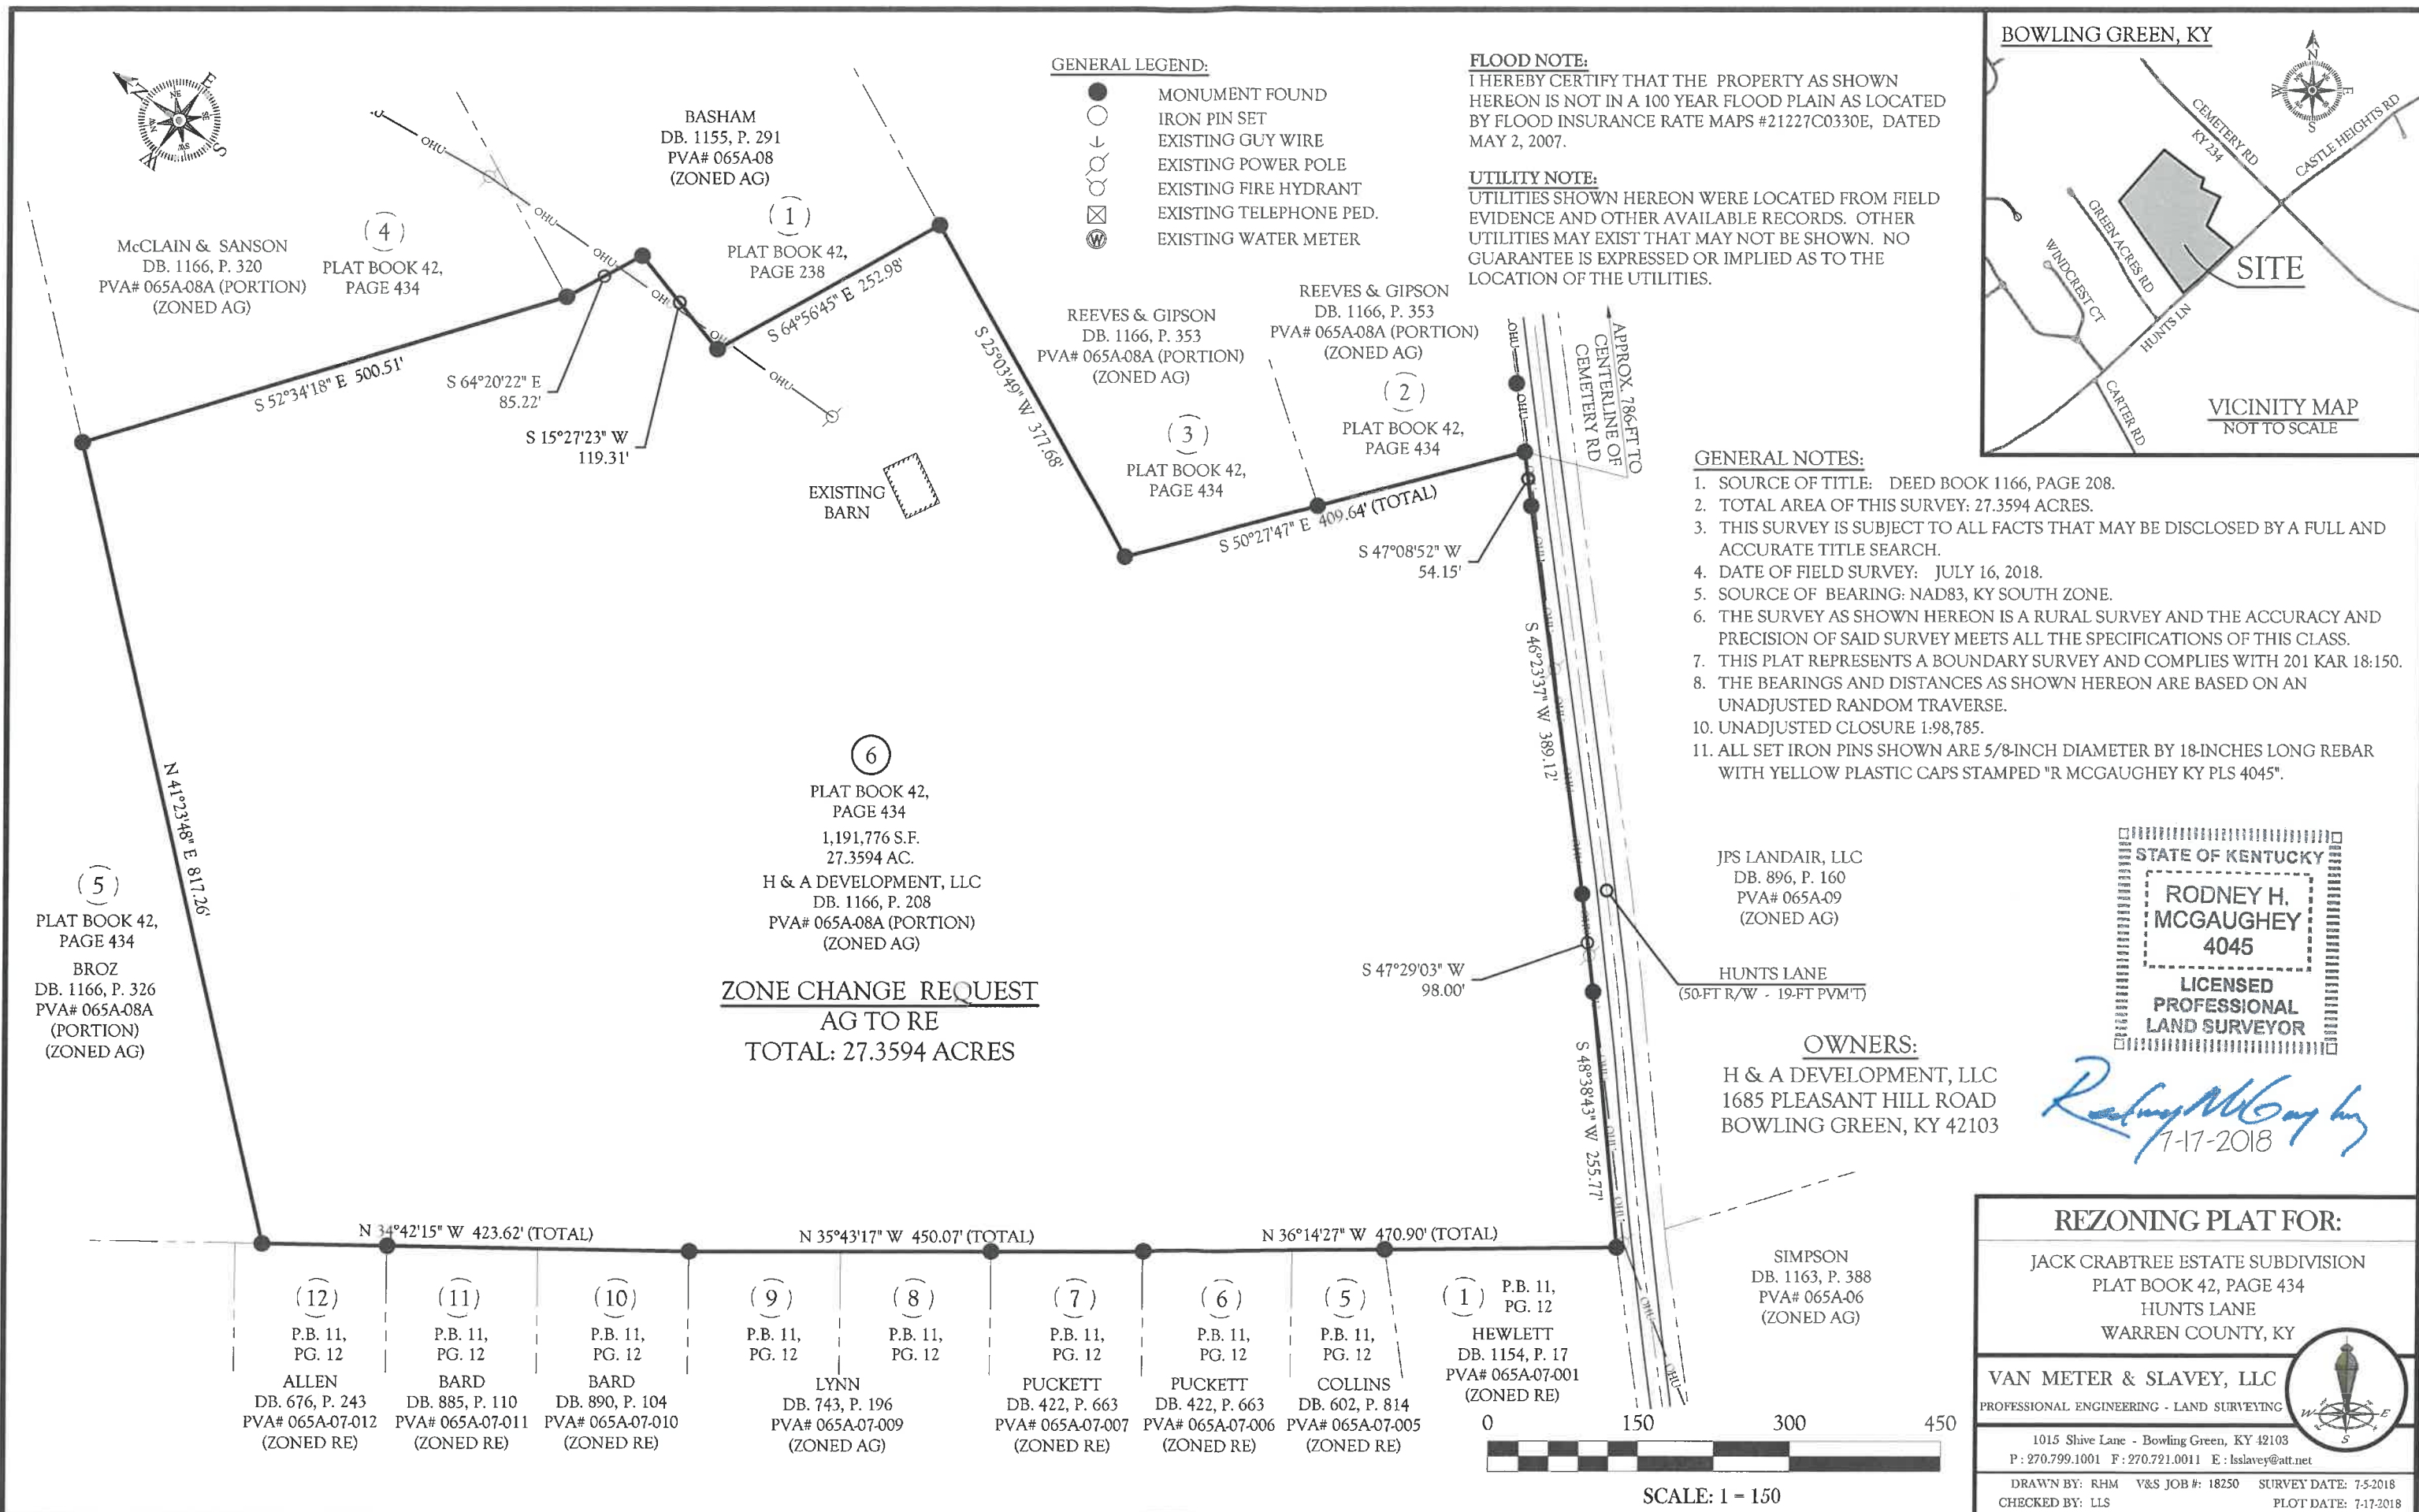 N
E
S
W
NE
SE
SW
NW
McCLAIN & SANSON
DB. 1166, P. 320
PVA# 065A-08A (PORTION)
(ZONED AG)
4
PLAT BOOK 42,
PAGE 434
OHU
OHU
OHU
OHU
OHU
OHU
BASHAM
DB. 1155, P. 291
PVA# 065A-08
(ZONED AG)
1
PLAT BOOK 42,
PAGE 238
S 52°34'18" E 500.51'
S 64°20'22" E
85.22'
S 15°27'23" W
119.31'
S 64°56'45" E 252.98'
S 25°03'49" W 377.68'
EXISTING
BARN
GENERAL LEGEND:
MONUMENT FOUND
IRON PIN SET
EXISTING GUY WIRE
EXISTING POWER POLE
EXISTING FIRE HYDRANT
EXISTING TELEPHONE PED.
W EXISTING WATER METER
FLOOD NOTE:
I HEREBY CERTIFY THAT THE PROPERTY AS SHOWN
HEREON IS NOT IN A 100 YEAR FLOOD PLAIN AS LOCATED
BY FLOOD INSURANCE RATE MAPS #21227C0330E, DATED
MAY 2, 2007.
UTILITY NOTE:
UTILITIES SHOWN HEREON WERE LOCATED FROM FIELD
EVIDENCE AND OTHER AVAILABLE RECORDS. OTHER
UTILITIES MAY EXIST THAT MAY NOT BE SHOWN. NO
GUARANTEE IS EXPRESSED OR IMPLIED AS TO THE
LOCATION OF THE UTILITIES.
REEVES & GIPSON
DB. 1166, P. 353
PVA# 065A-08A (PORTION)
(ZONED AG)
3
PLAT BOOK 42,
PAGE 434
REEVES & GIPSON
DB. 1166, P. 353
PVA# 065A-08A (PORTION)
(ZONED AG)
2
PLAT BOOK 42,
PAGE 434
S 50°27'47" E 409.64' (TOTAL)
OHU
OHU
APPROX. 786-FT TO
CENTERLINE OF
CEMETERY RD
S 47°08'52" W
54.15'
S 46°23'37" W 389.12'
S 47°29'03" W
98.00'
S 48°38'43" W 255.77'
OHU
OHU
BOWLING GREEN, KY
N
W
E
S
CEMETERY RD
KY 234
CASTLE HEIGHTS RD
GREEN ACRES RD
WINDCREST CT
HUNTS LN
CARTER RD
SITE
VICINITY MAP
NOT TO SCALE
GENERAL NOTES:
1. SOURCE OF TITLE: DEED BOOK 1166, PAGE 208.
2. TOTAL AREA OF THIS SURVEY: 27.3594 ACRES.
3. THIS SURVEY IS SUBJECT TO ALL FACTS THAT MAY BE DISCLOSED BY A FULL AND
ACCURATE TITLE SEARCH.
4. DATE OF FIELD SURVEY: JULY 16, 2018.
5. SOURCE OF BEARING: NAD83, KY SOUTH ZONE.
6. THE SURVEY AS SHOWN HEREON IS A RURAL SURVEY AND THE ACCURACY AND
PRECISION OF SAID SURVEY MEETS ALL THE SPECIFICATIONS OF THIS CLASS.
7. THIS PLAT REPRESENTS A BOUNDARY SURVEY AND COMPLIES WITH 201 KAR 18:150.
8. THE BEARINGS AND DISTANCES AS SHOWN HEREON ARE BASED ON AN
UNADJUSTED RANDOM TRAVERSE.
10. UNADJUSTED CLOSURE 1:98,785.
11. ALL SET IRON PINS SHOWN ARE 5/8-INCH DIAMETER BY 18-INCHES LONG REBAR
WITH YELLOW PLASTIC CAPS STAMPED "R MCGAUGHEY KY PLS 4045".
N 41°23'48" E 817.26'
5
PLAT BOOK 42,
PAGE 434
BROZ
DB. 1166, P. 326
PVA# 065A-08A
(PORTION)
(ZONED AG)
6
PLAT BOOK 42,
PAGE 434
1,191,776 S.F.
27.3594 AC.
H & A DEVELOPMENT, LLC
DB. 1166, P. 208
PVA# 065A-08A (PORTION)
(ZONED AG)
ZONE CHANGE REQUEST
AG TO RE
TOTAL: 27.3594 ACRES
JPS LANDAIR, LLC
DB. 896, P. 160
PVA# 065A-09
(ZONED AG)
HUNTS LANE
(50-FT R/W - 19-FT PVM'T)
STATE OF KENTUCKY
RODNEY H.
MCGAUGHEY
4045
LICENSED
PROFESSIONAL
LAND SURVEYOR
Rodney McGaughey
7-17-2018
OWNERS:
H & A DEVELOPMENT, LLC
1685 PLEASANT HILL ROAD
BOWLING GREEN, KY 42103
N 34°42'15" W 423.62' (TOTAL)
N 35°43'17" W 450.07' (TOTAL)
N 36°14'27" W 470.90' (TOTAL)
12
P.B. 11,
PG. 12
ALLEN
DB. 676, P. 243
PVA# 065A-07-012
(ZONED RE)
11
P.B. 11,
PG. 12
BARD
DB. 885, P. 110
PVA# 065A-07-011
(ZONED RE)
10
P.B. 11,
PG. 12
BARD
DB. 890, P. 104
PVA# 065A-07-010
(ZONED RE)
9
P.B. 11,
PG. 12
8
P.B. 11,
PG. 12
LYNN
DB. 743, P. 196
PVA# 065A-07-009
(ZONED AG)
7
P.B. 11,
PG. 12
PUCKETT
DB. 422, P. 663
PVA# 065A-07-007
(ZONED RE)
6
P.B. 11,
PG. 12
PUCKETT
DB. 422, P. 663
PVA# 065A-07-006
(ZONED RE)
5
P.B. 11,
PG. 12
COLLINS
DB. 602, P. 814
PVA# 065A-07-005
(ZONED RE)
1
P.B. 11,
PG. 12
HEWLETT
DB. 1154, P. 17
PVA# 065A-07-001
(ZONED RE)
SIMPSON
DB. 1163, P. 388
PVA# 065A-06
(ZONED AG)
0 150 300 450
SCALE: 1 = 150
REZONING PLAT FOR:
JACK CRABTREE ESTATE SUBDIVISION
PLAT BOOK 42, PAGE 434
HUNTS LANE
WARREN COUNTY, KY
VAN METER & SLAVEY, LLC
PROFESSIONAL ENGINEERING - LAND SURVEYING
W
E
S
1015 Shive Lane - Bowling Green, KY 42103
P : 270.799.1001 F : 270.721.0011 E : lsslavey@att.net
DRAWN BY: RHM V&S JOB #: 18250 SURVEY DATE: 7-5-2018
CHECKED BY: LLS PLOT DATE: 7-17-2018